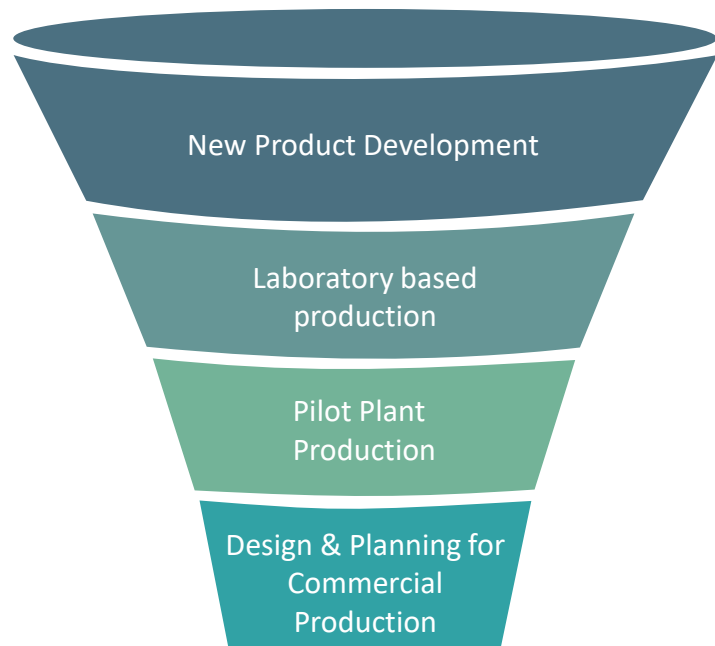 New Product Development
Laboratory based
production
Pilot Plant
Production
Design & Planning for
Commercial
Production